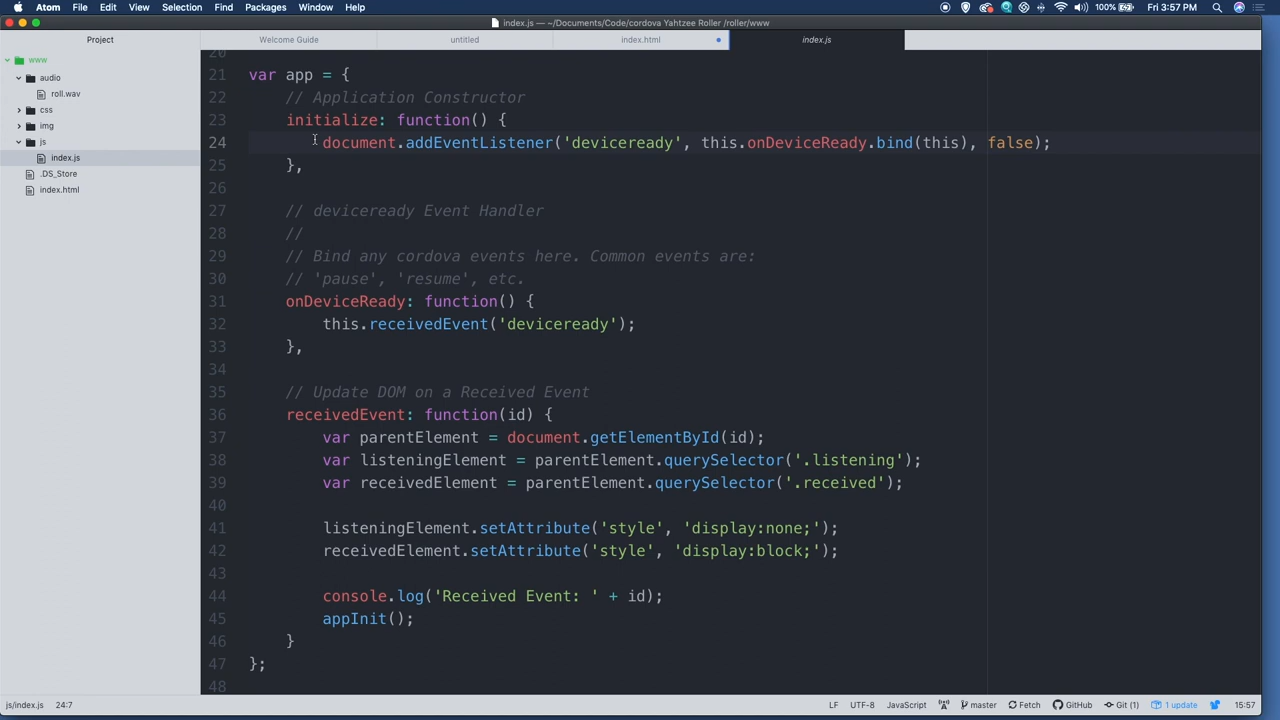 Atom File Edit View Selection Find Packages Window Help 100% Fri 3:57 PM
index.js — ~/Documents/Code/cordova Yahtzee Roller /roller/www
Project
Welcome Guide
untitled
index.html
index.js
www
audio
roll.wav
css
img
js
index.js
.DS_Store
index.html
20
21 var app = {
22 // Application Constructor
23 initialize: function() {
24 document.addEventListener('deviceready', this.onDeviceReady.bind(this), false);
25 },
26
27 // deviceready Event Handler
28 //
29 // Bind any cordova events here. Common events are:
30 // 'pause', 'resume', etc.
31 onDeviceReady: function() {
32 this.receivedEvent('deviceready');
33 },
34
35 // Update DOM on a Received Event
36 receivedEvent: function(id) {
37 var parentElement = document.getElementById(id);
38 var listeningElement = parentElement.querySelector('.listening');
39 var receivedElement = parentElement.querySelector('.received');
40
41 listeningElement.setAttribute('style', 'display:none;');
42 receivedElement.setAttribute('style', 'display:block;');
43
44 console.log('Received Event: ' + id);
45 appInit();
46 }
47 };
48
js/index.js 24:7 LF UTF-8 JavaScript master Fetch GitHub Git (1) 1 update 15:57